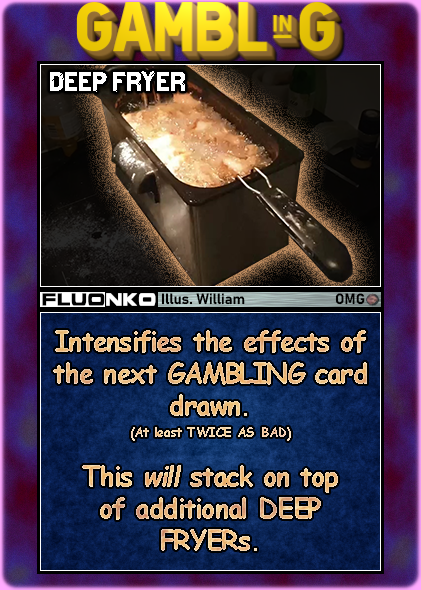 GAMBLING
DEEP FRYER
FLUONKO Illus. William OMG
Intensifies the effects of
the next GAMBLING card
drawn.
(At least TWICE AS BAD)
This will stack on top
of additional DEEP
FRYERs.